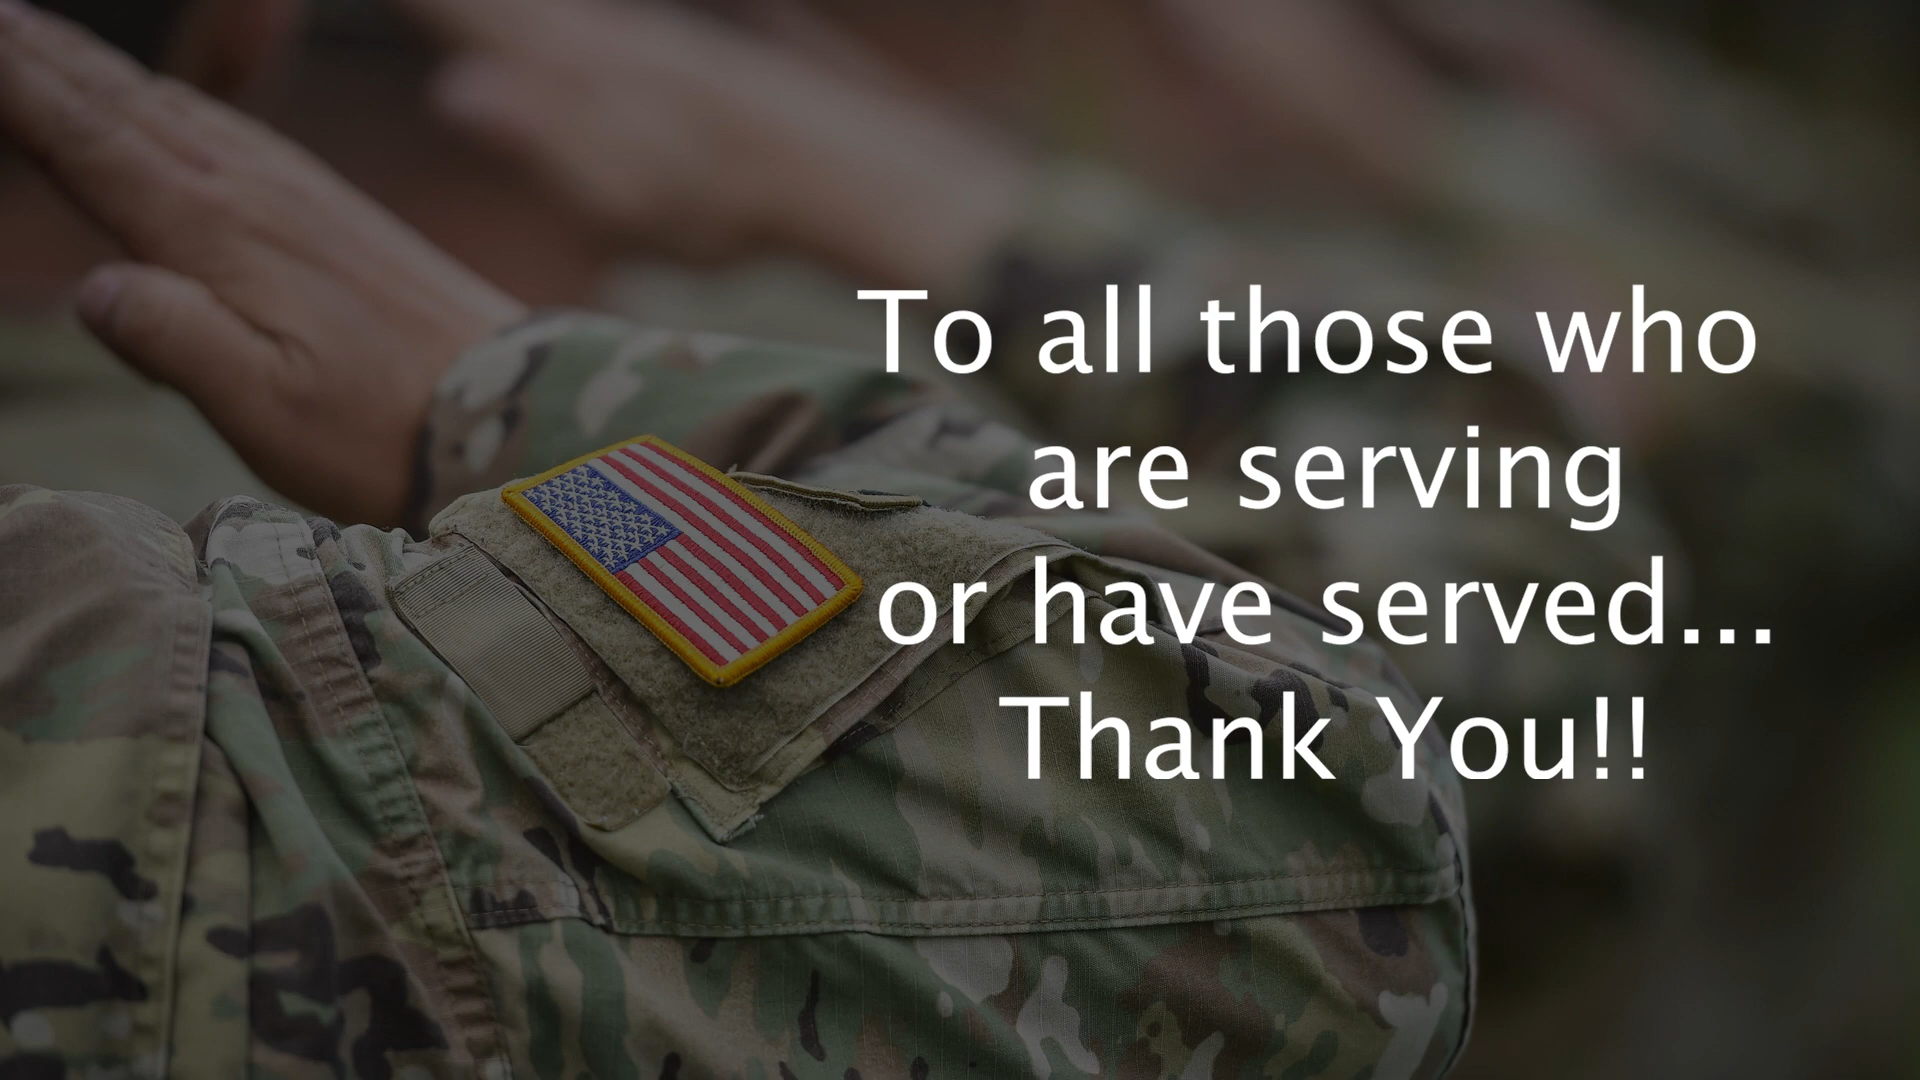 To all those who
are serving
or have served...
Thank You!!